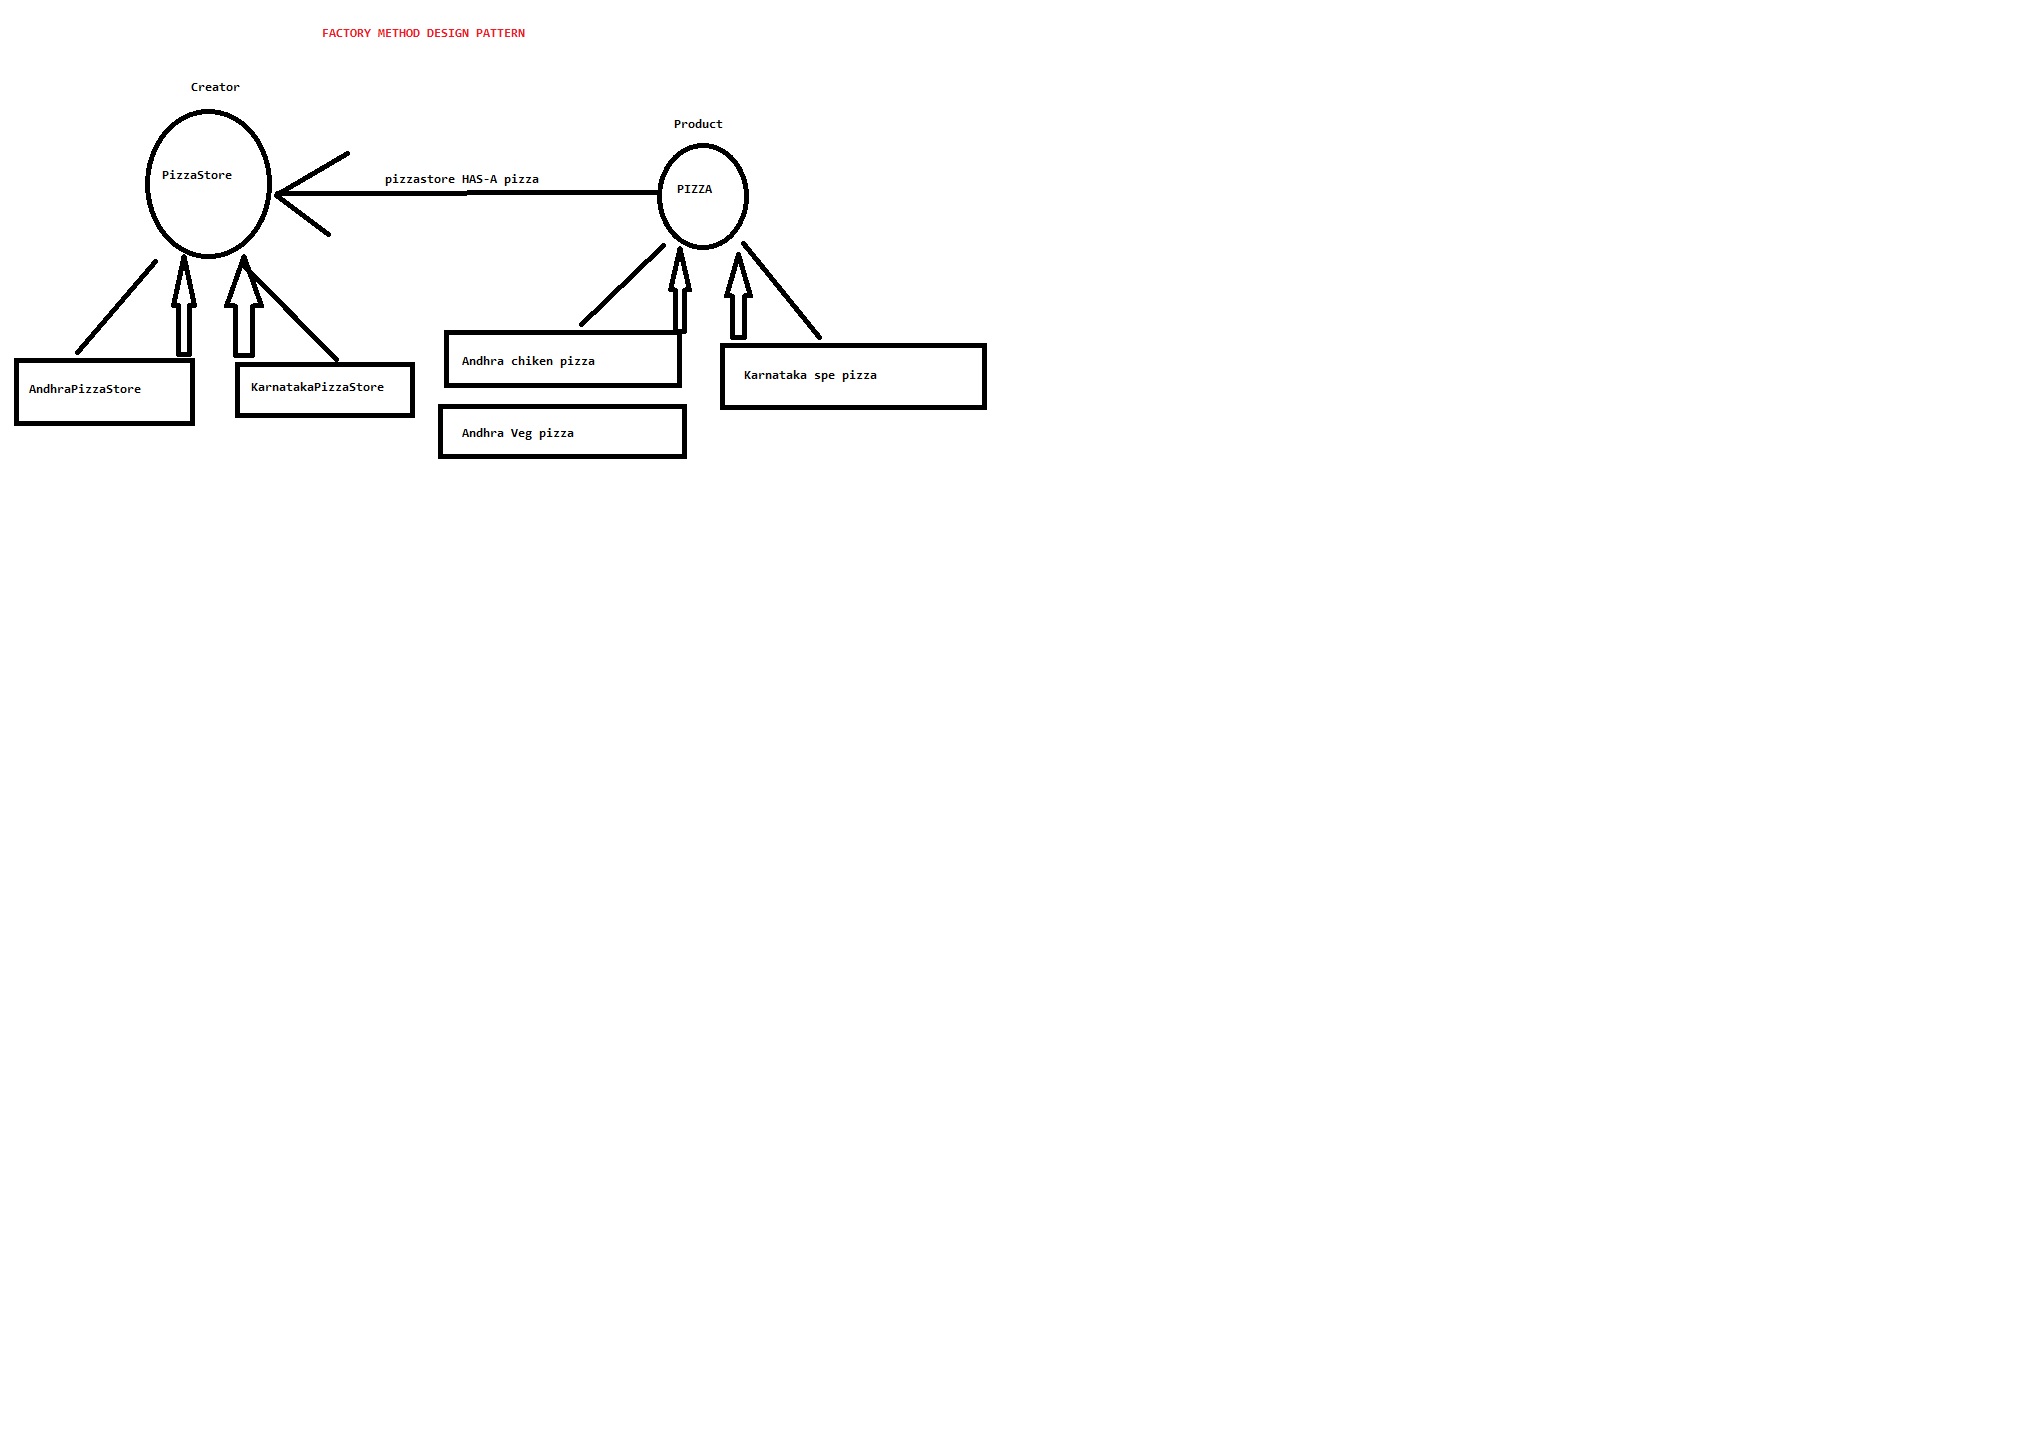 FACTORY METHOD DESIGN PATTERN
Creator
Product
PizzaStore
pizzastore HAS-A pizza
PIZZA
AndhraPizzaStore
KarnatakaPizzaStore
Andhra chiken pizza
Karnataka spe pizza
Andhra Veg pizza